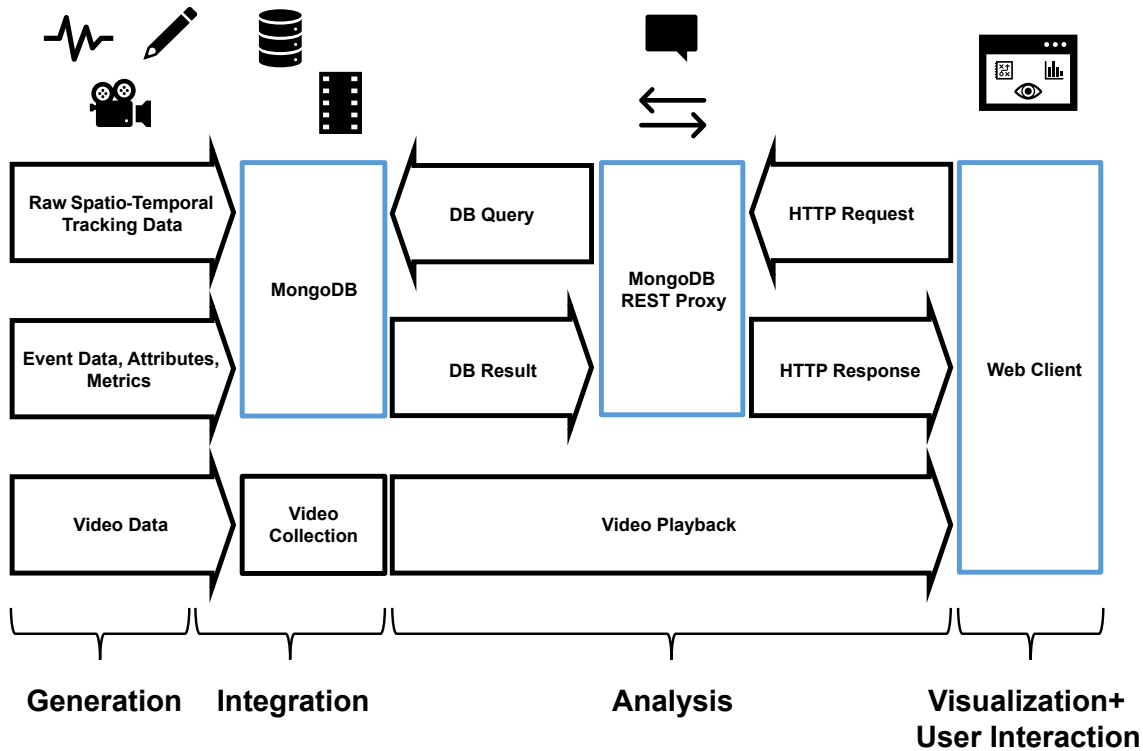 Raw Spatio-Temporal
Tracking Data
MongoDB
DB Query
MongoDB
REST Proxy
HTTP Request
Event Data, Attributes,
Metrics
DB Result
HTTP Response
Web Client
Video Data
Video
Collection
Video Playback
Generation
Integration
Analysis
Visualization+
User Interaction